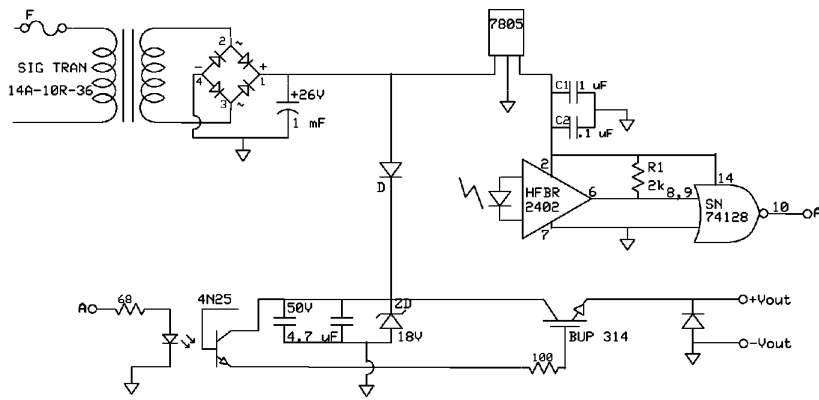 F
SIG TRAN
14A-10R-36
2
~
-
+
4
1
3
~
+26V
1 mF
7805
C1
1 uF
C2
.1 uF
D
2
HFBR
2402
6
7
R1
2k
8,9
14
SN
74128
10
A
A
68
4N25
50V
4.7 uF
ZD
18V
100
BUP 314
+Vout
-Vout